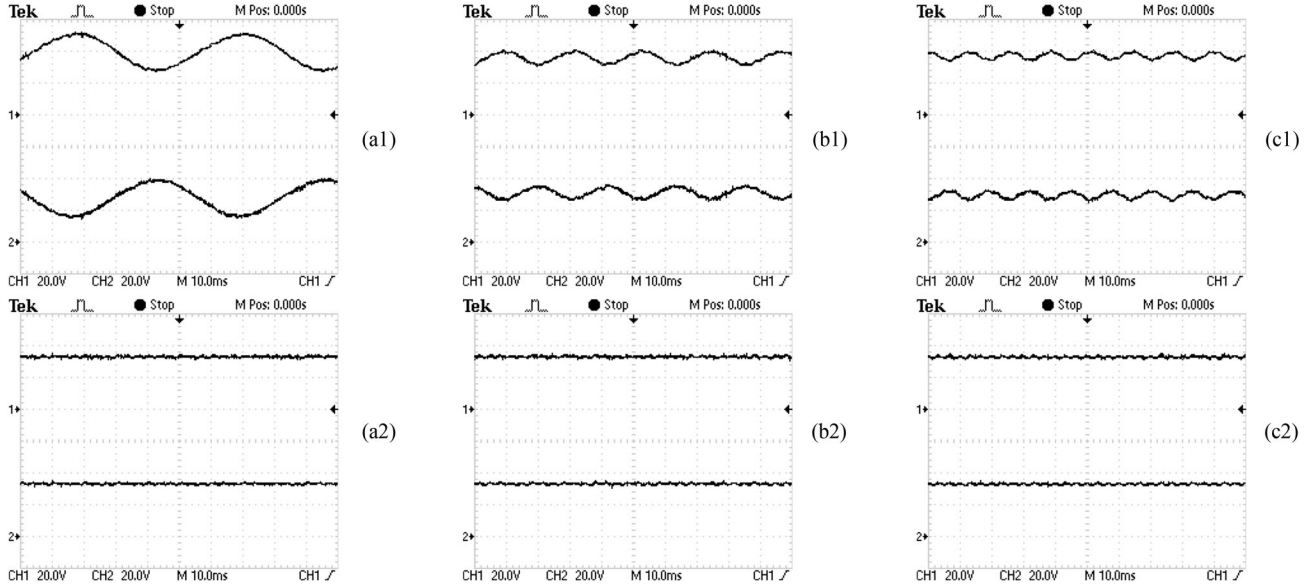 Tek Stop M Pos: 0.000s
1
2
CH1 20.0V CH2 20.0V M 10.0ms CH1
(a1)
Tek Stop M Pos: 0.000s
1
2
CH1 20.0V CH2 20.0V M 10.0ms CH1
(b1)
Tek Stop M Pos: 0.000s
1
2
CH1 20.0V CH2 20.0V M 10.0ms CH1
(c1)
Tek Stop M Pos: 0.000s
1
2
CH1 20.0V CH2 20.0V M 10.0ms CH1
(a2)
Tek Stop M Pos: 0.000s
1
2
CH1 20.0V CH2 20.0V M 10.0ms CH1
(b2)
Tek Stop M Pos: 0.000s
1
2
CH1 20.0V CH2 20.0V M 10.0ms CH1
(c2)